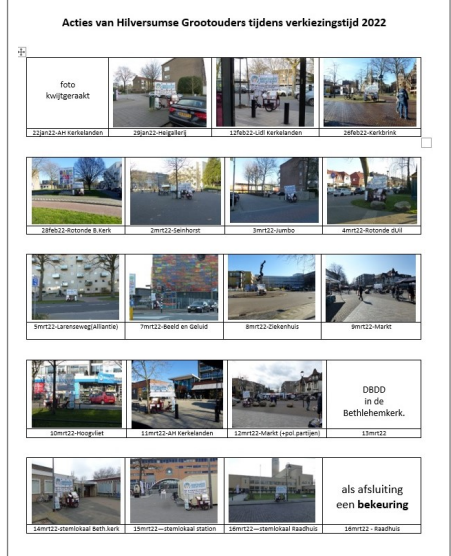 Acties van Hilversumse Grootouders tijdens verkiezingstijd 2022
foto
kwijtgeraakt
22jan22-AH Kerkelanden
29jan22-Heigallerij
12feb22-Lidl Kerkelanden
26feb22-Kerkbrink
28feb22-Rotonde B.Kerk
2mrt22-Seinhorst
3mrt22-Jumbo
4mrt22-Rotonde dUil
5mrt22-Larenseweg(Alliantie)
7mrt22-Beeld en Geluid
8mrt22-Ziekenhuis
9mrt22-Markt
10mrt22-Hoogvliet
11mrt22-AH Kerkelanden
12mrt22-Markt (+pol.partijen)
DBDD
in de
Bethlehemkerk.
13mrt22
14mrt22-stemlokaal Beth.kerk
15mrt22—stemlokaal station
16mrt22—stemlokaal Raadhuis
als afsluiting
een bekeuring
16mrt22 - Raadhuis